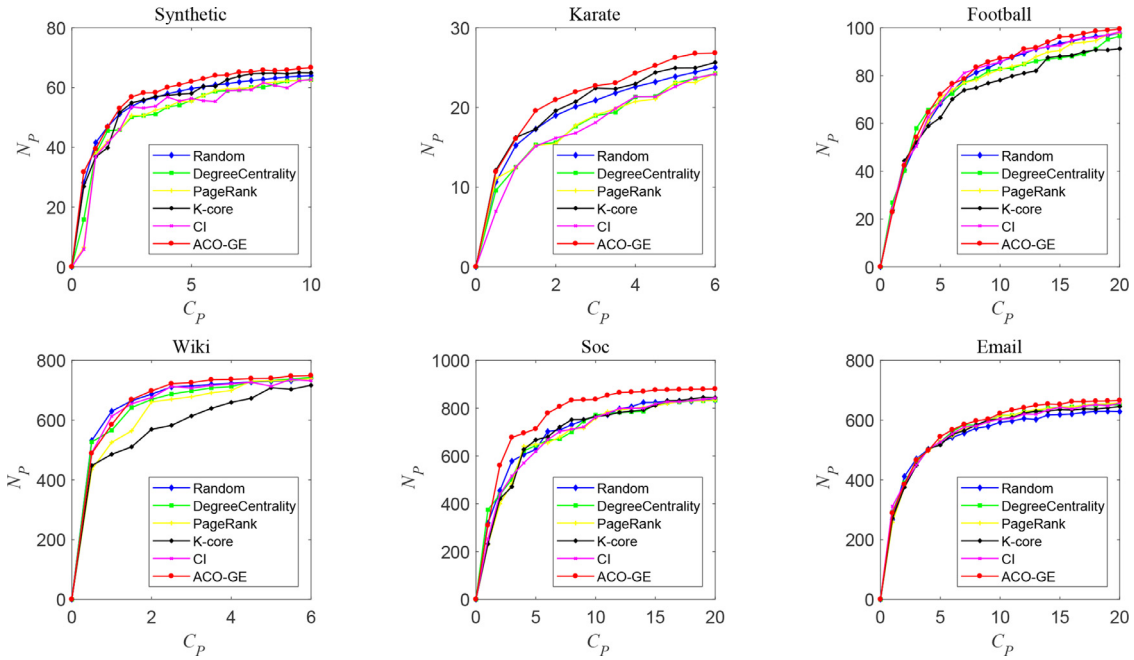 Synthetic
80
60
40
20
0
N_P
0 5 10
C_P
Random
DegreeCentrality
PageRank
K-core
CI
ACO-GE
Karate
30
20
10
0
N_P
0 2 4 6
C_P
Random
DegreeCentrality
PageRank
K-core
CI
ACO-GE
Football
100
80
60
40
20
0
N_P
0 5 10 15 20
C_P
Random
DegreeCentrality
PageRank
K-core
CI
ACO-GE
Wiki
800
600
400
200
0
N_P
0 2 4 6
C_P
Random
DegreeCentrality
PageRank
K-core
CI
ACO-GE
Soc
1000
800
600
400
200
0
N_P
0 5 10 15 20
C_P
Random
DegreeCentrality
PageRank
K-core
CI
ACO-GE
Email
800
600
400
200
0
N_P
0 5 10 15 20
C_P
Random
DegreeCentrality
PageRank
K-core
CI
ACO-GE